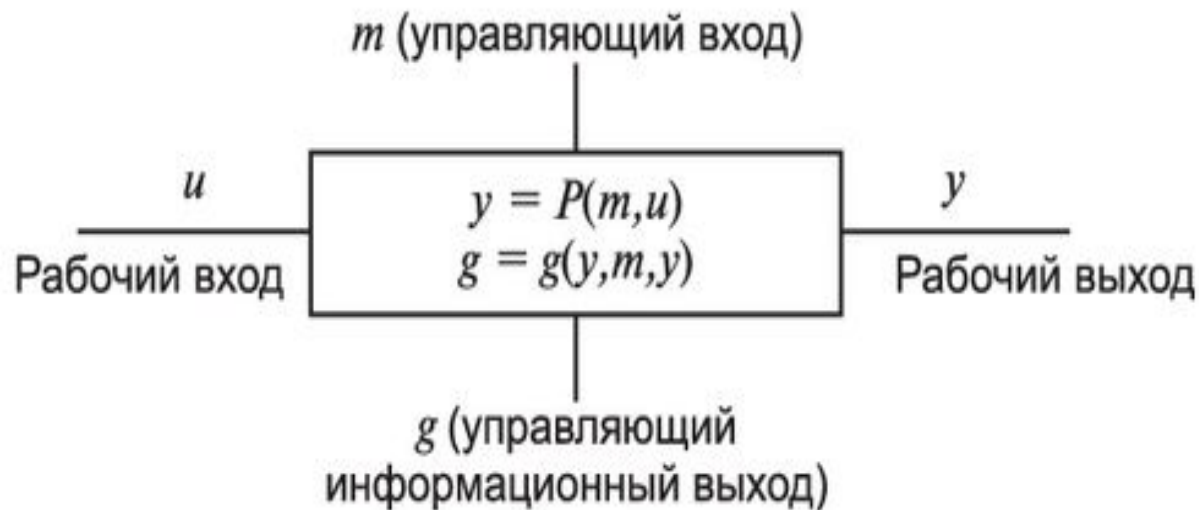 m (управляющий вход)
u
y = P(m,u)
g = g(y,m,y)
y
Рабочий вход
Рабочий выход
g (управляющий
информационный выход)